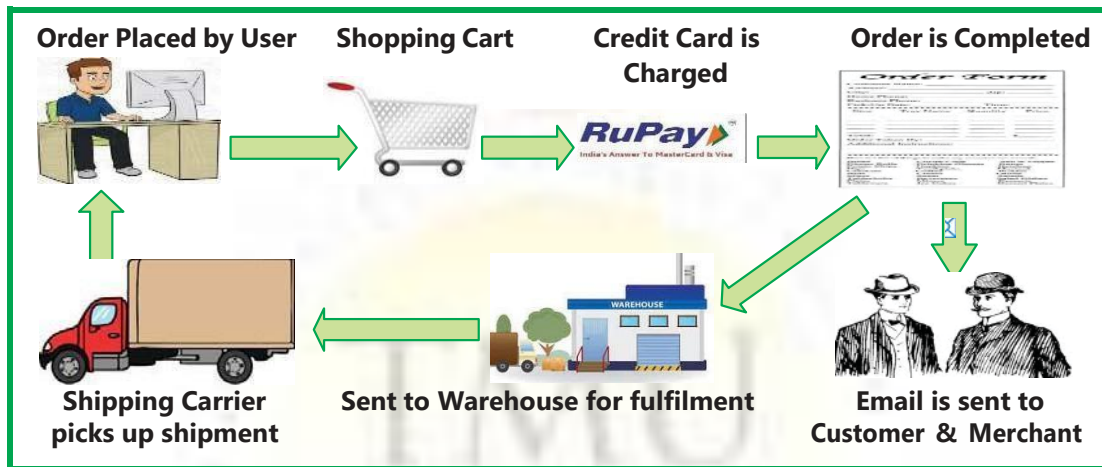 Order Placed by User
Shopping Cart
Credit Card is
Charged
Order is Completed
Order Form
RuPay
India's Answer To MasterCard & Visa
WAREHOUSE
Shipping Carrier
picks up shipment
Sent to Warehouse for fulfilment
Email is sent to
Customer & Merchant